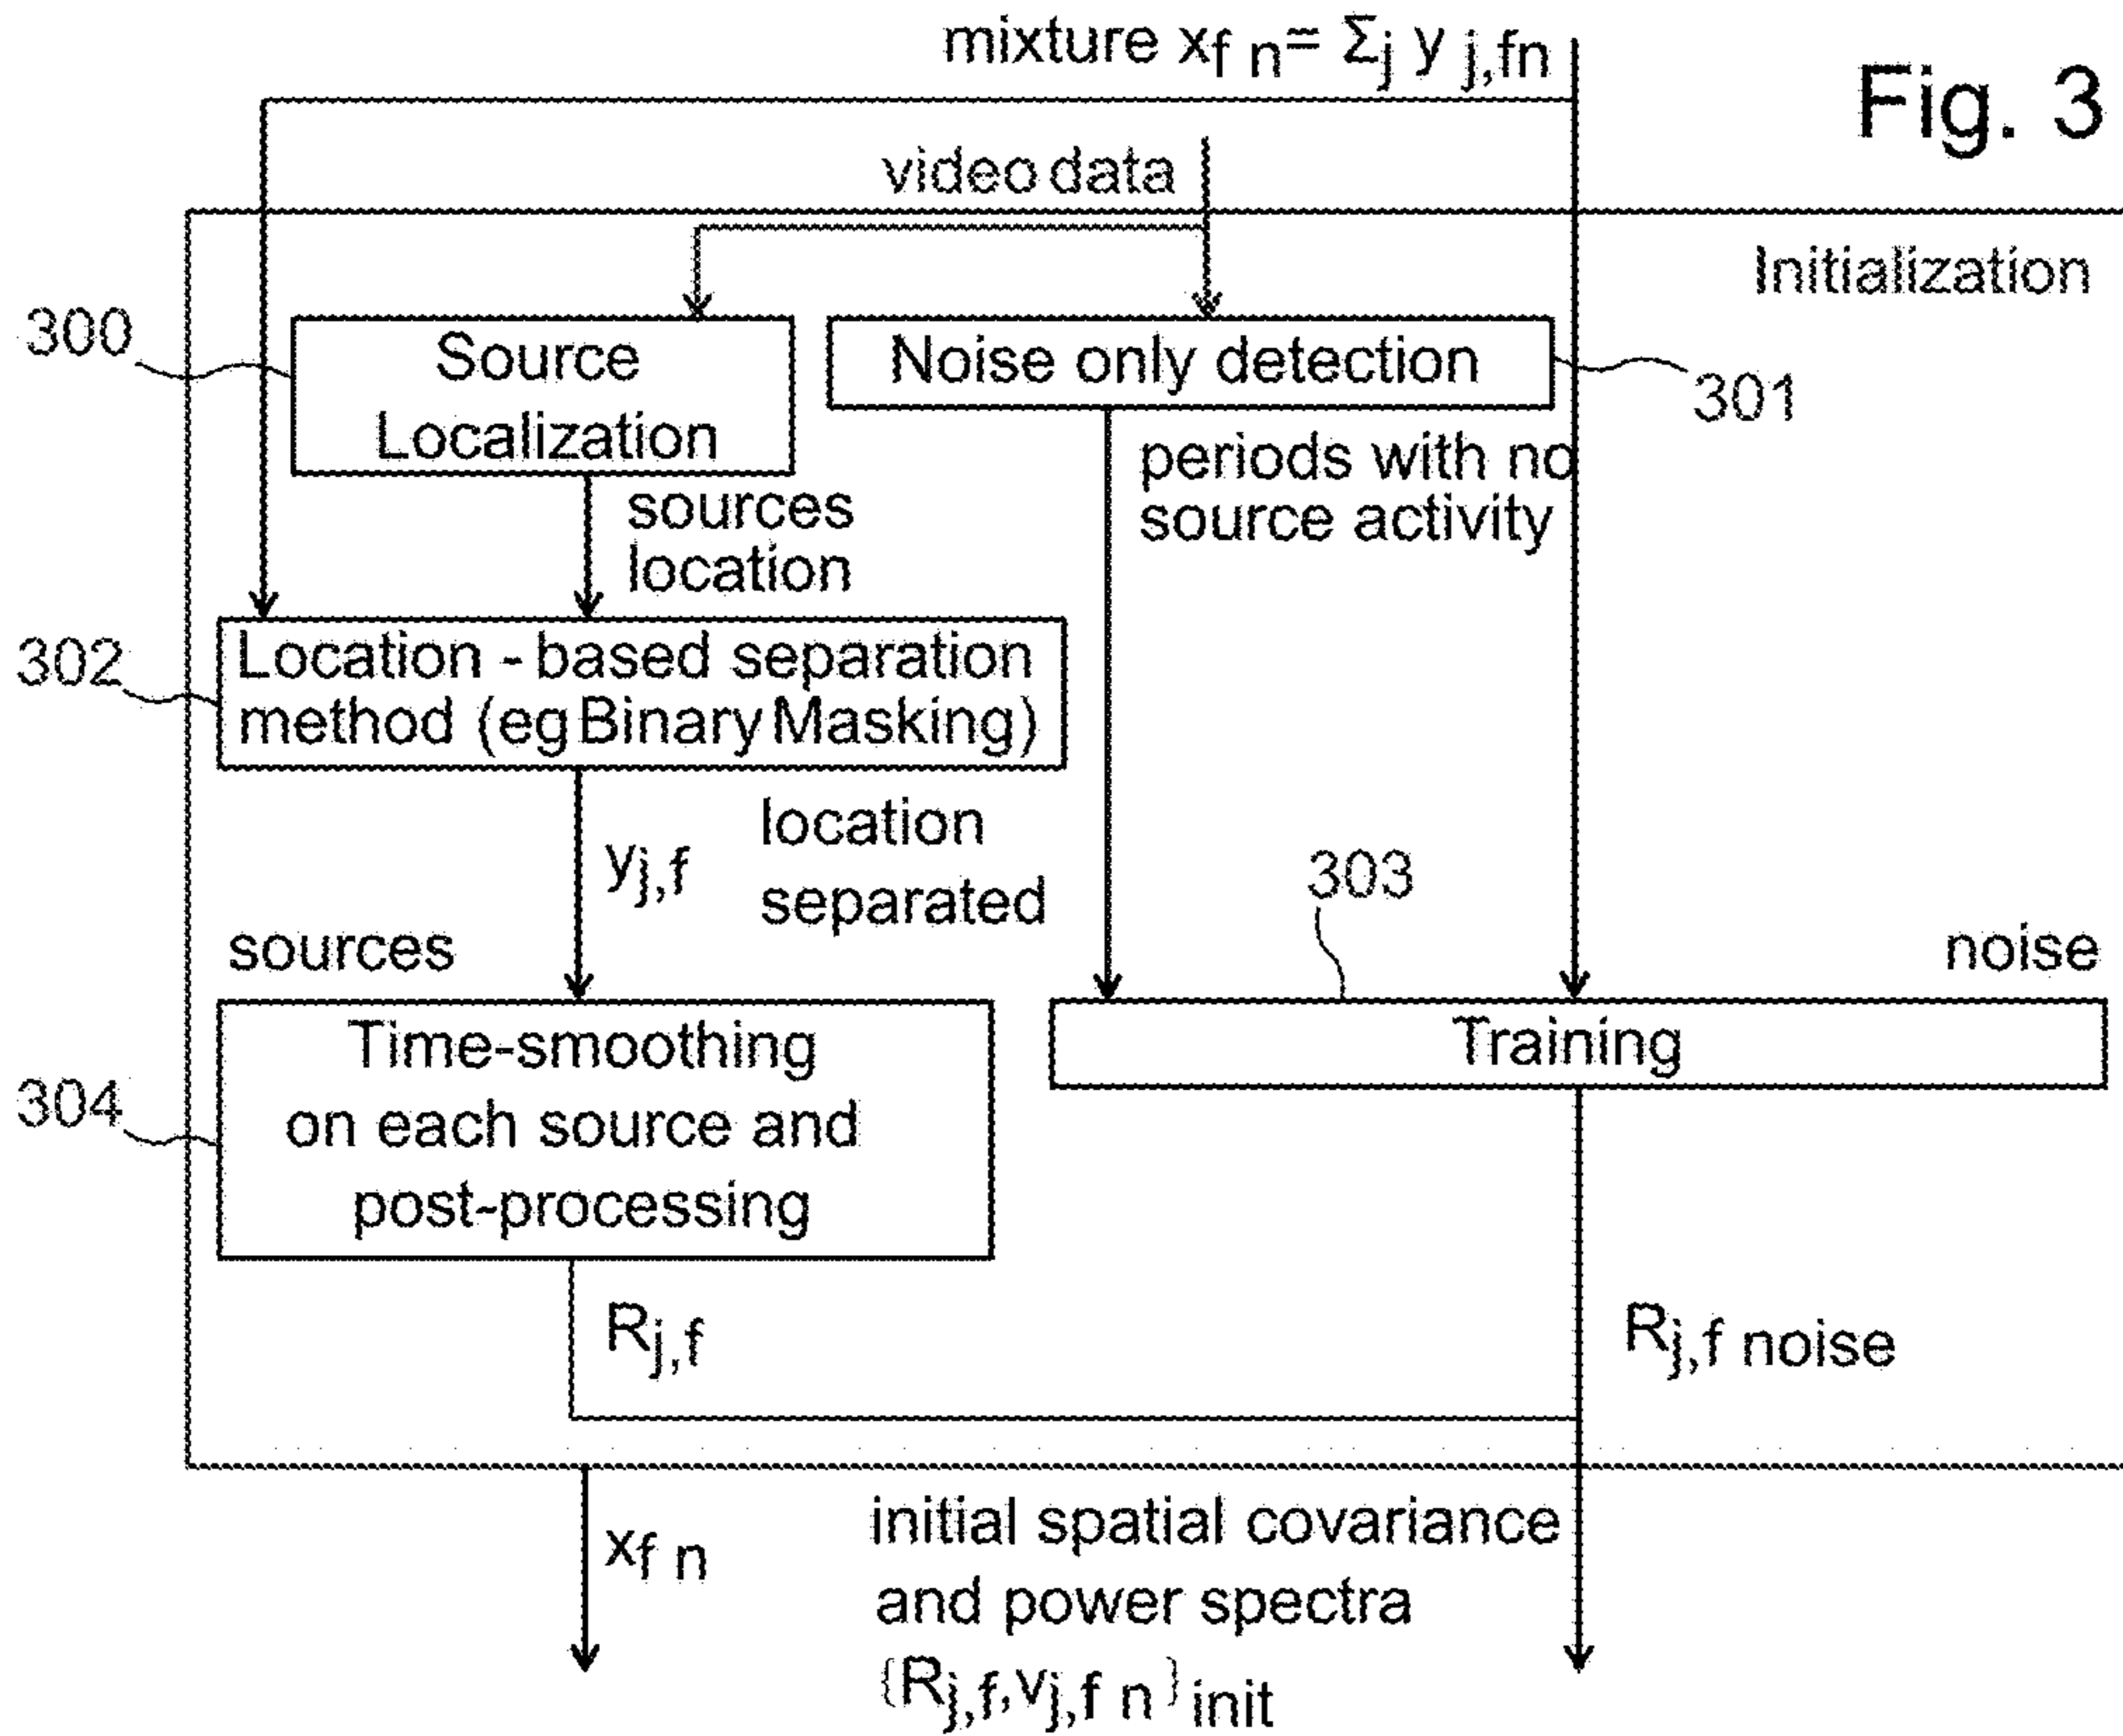 mixture xf n= Σj y j,fn
Fig. 3
video data
Initialization
300
Source
Localization
Noise only detection
301
periods with no
source activity
sources
location
302
Location - based separation
method (eg Binary Masking)
yj,f
location
separated
303
sources
noise
Time-smoothing
on each source and
post-processing
Training
304
Rj,f
Rj,f noise
xf n
initial spatial covariance
and power spectra
{Rj,f,vj,f n}init